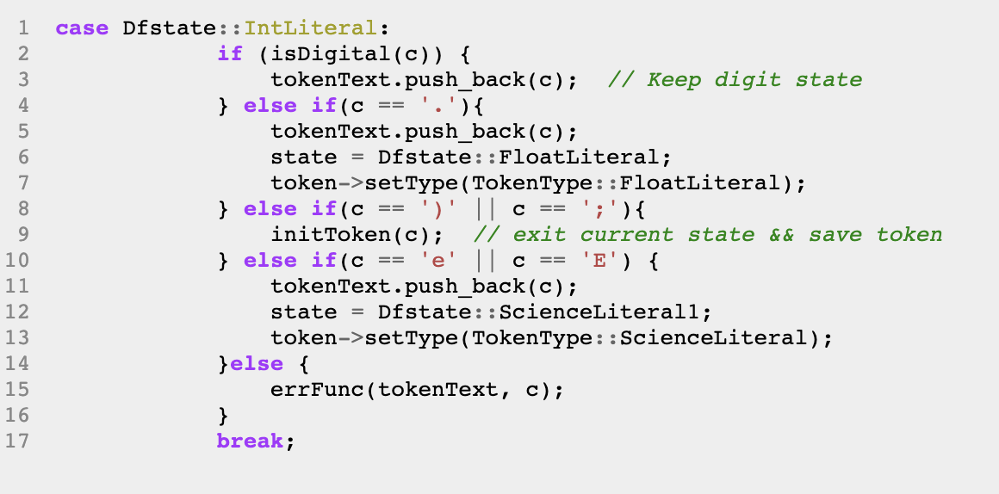 1 case Dfstate::IntLiteral:
2 if (isDigital(c)) {
3 tokenText.push_back(c);  // Keep digit state
4 } else if(c == '.'){
5 tokenText.push_back(c);
6 state = Dfstate::FloatLiteral;
7 token->setType(TokenType::FloatLiteral);
8 } else if(c == ')' || c == ';'){
9 initToken(c);  // exit current state && save token
10 } else if(c == 'e' || c == 'E') {
11 tokenText.push_back(c);
12 state = Dfstate::ScienceLiteral1;
13 token->setType(TokenType::ScienceLiteral);
14 }else {
15 errFunc(tokenText, c);
16 }
17 break;